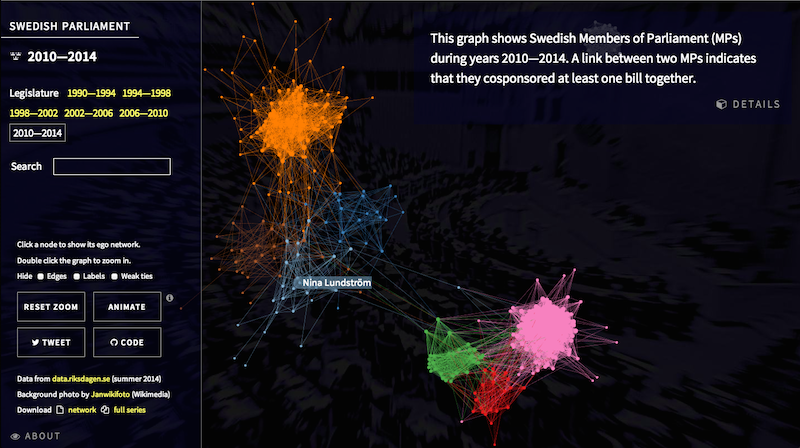 SWEDISH PARLIAMENT
2010—2014
Legislature 1990—1994 1994—1998
1998—2002 2002—2006 2006—2010
2010—2014
Search
Click a node to show its ego network.
Double click the graph to zoom in.
Hide Edges Labels Weak ties
RESET ZOOM ANIMATE
TWEET CODE
Data from data.riksdagen.se (summer 2014)
Background photo by Janwikifoto (Wikimedia)
Download network full series
ABOUT
This graph shows Swedish Members of Parliament (MPs)
during years 2010—2014. A link between two MPs indicates
that they cosponsored at least one bill together.
DETAILS
Nina Lundström